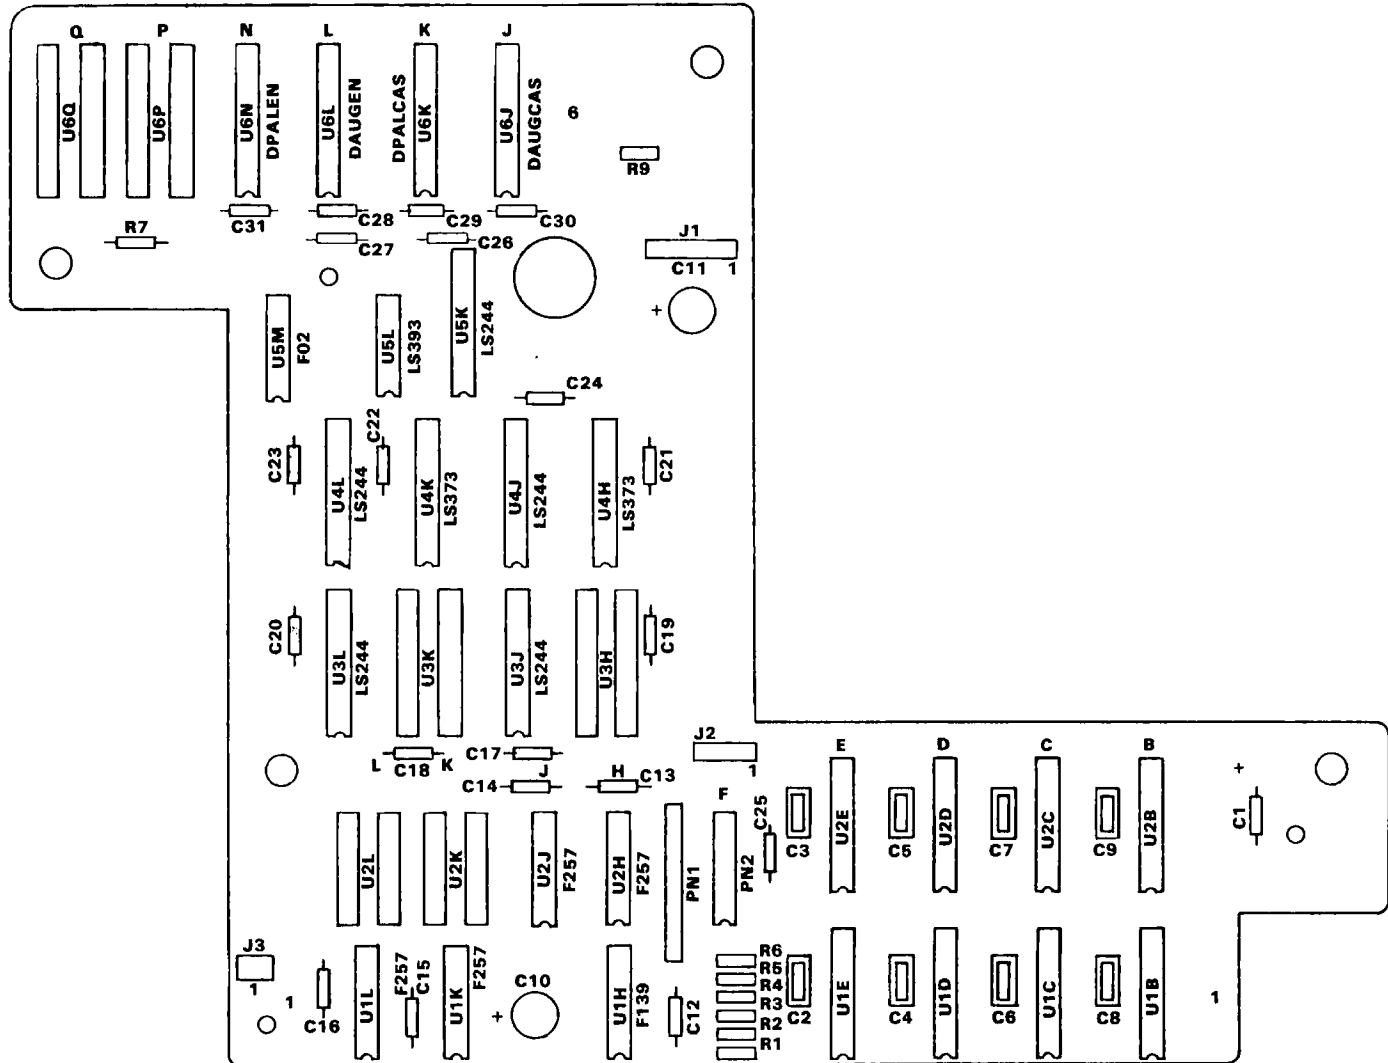 Q P N L K J
U6Q
U6P
U6N
DPALEN
U6L
DAUGEN
DPALCAS
U6K
U6J
DAUGCAS
6
R9
R7
C31
C28
C29
C30
C27
C26
J1
C11 1
+
U5M
F02
U5L
LS393
U5K
LS244
C24
C23
U4L
LS244
C22
U4K
LS373
U4J
LS244
U4H
LS373
C21
C20
U3L
LS244
U3K
U3J
LS244
U3H
C19
L C18 K
C17
C14
J
H
C13
J2
1
F
C25
E D C B
+
C1
C3
U2E
C5
U2D
C7
U2C
C9
U2B
U2L
U2K
U2J
F257
U2H
F257
PN1
PN2
J3
1
1
C16
U1L
F257
C15
U1K
F257
+
C10
U1H
F139
C12
R6
R5
R4
R3
R2
R1
C2
U1E
C4
U1D
C6
U1C
C8
U1B
1